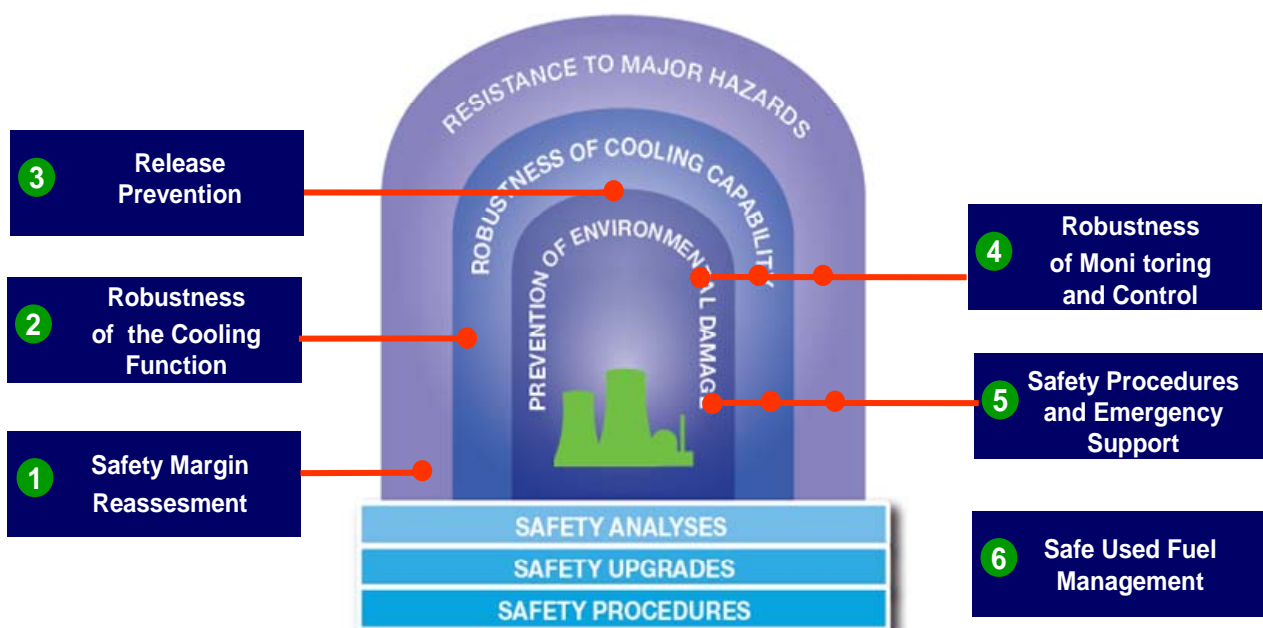 RESISTANCE TO MAJOR HAZARDS
ROBUSTNESS OF COOLING CAPABILITY
PREVENTION OF ENVIRONMENTAL DAMAGE
3
Release
Prevention
2
Robustness
of the Cooling
Function
1
Safety Margin
Reassesment
4
Robustness
of Moni toring
and Control
5
Safety Procedures
and Emergency
Support
6
Safe Used Fuel
Management
SAFETY ANALYSES
SAFETY UPGRADES
SAFETY PROCEDURES